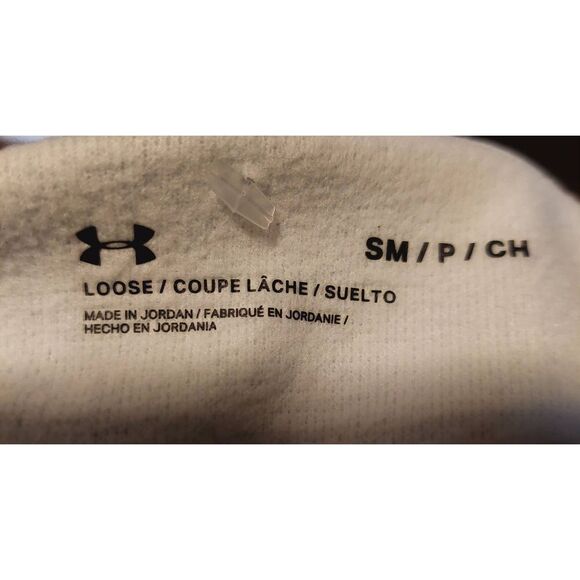 SM / P / CH
LOOSE / COUPE LÂCHE / SUELTO
MADE IN JORDAN / FABRIQUÉ EN JORDANIE /
HECHO EN JORDANIA